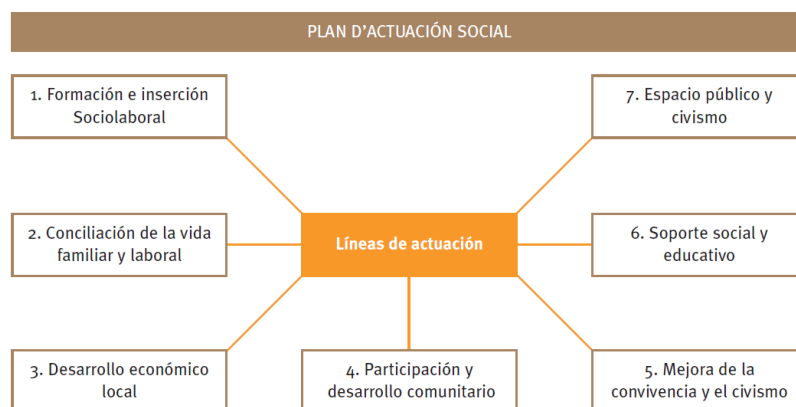 PLAN D'ACTUACIÓN SOCIAL
1. Formación e inserción
Sociolaboral
7. Espacio público y
civismo
2. Conciliación de la vida
familiar y laboral
Líneas de actuación
6. Soporte social y
educativo
3. Desarrollo económico
local
4. Participación y
desarrollo comunitario
5. Mejora de la
convivencia y el civismo